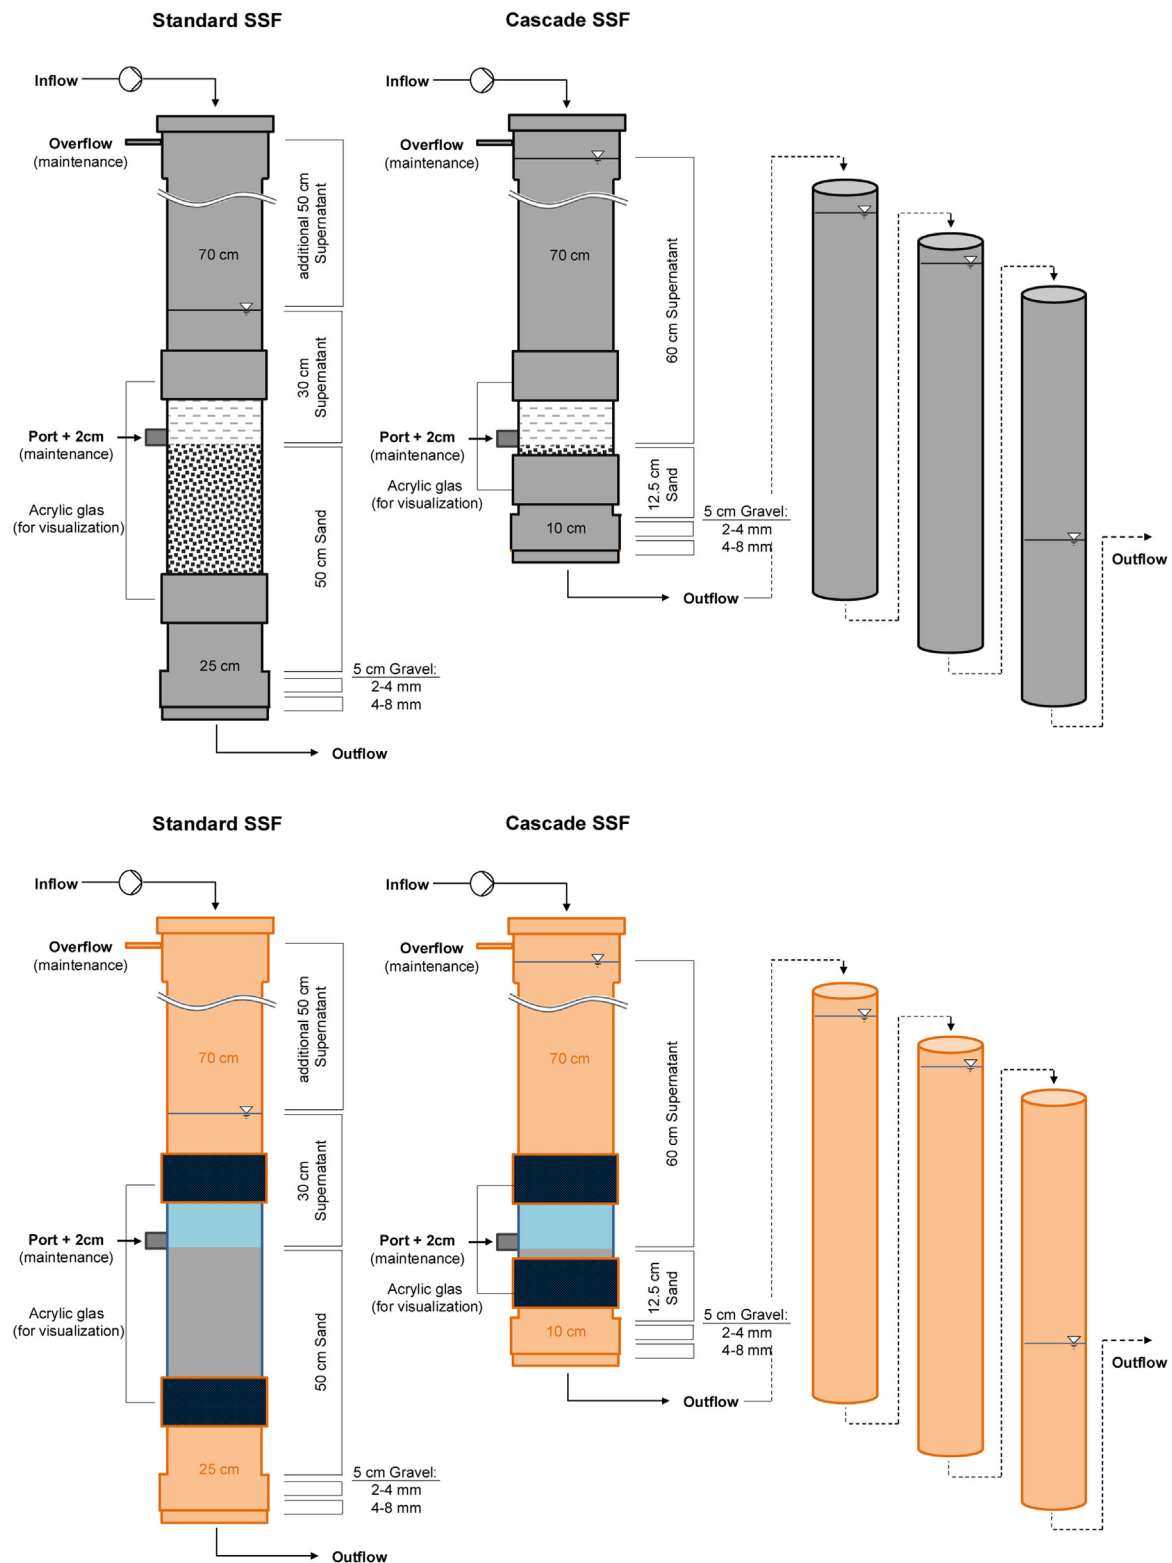 Standard SSF
Inflow
Overflow
(maintenance)
additional 50 cm
Supernatant
70 cm
30 cm
Supernatant
Port + 2cm
(maintenance)
Acrylic glas
(for visualization)
50 cm Sand
25 cm
5 cm Gravel:
2-4 mm
4-8 mm
Outflow
Cascade SSF
Inflow
Overflow
(maintenance)
70 cm
60 cm Supernatant
Port + 2cm
(maintenance)
Acrylic glas
(for visualization)
12.5 cm
Sand
10 cm
5 cm Gravel:
2-4 mm
4-8 mm
Outflow
Outflow
Standard SSF
Inflow
Overflow
(maintenance)
additional 50 cm
Supernatant
70 cm
30 cm
Supernatant
Port + 2cm
(maintenance)
Acrylic glas
(for visualization)
50 cm Sand
25 cm
5 cm Gravel:
2-4 mm
4-8 mm
Outflow
Cascade SSF
Inflow
Overflow
(maintenance)
70 cm
60 cm Supernatant
Port + 2cm
(maintenance)
Acrylic glas
(for visualization)
12.5 cm
Sand
10 cm
5 cm Gravel:
2-4 mm
4-8 mm
Outflow
Outflow